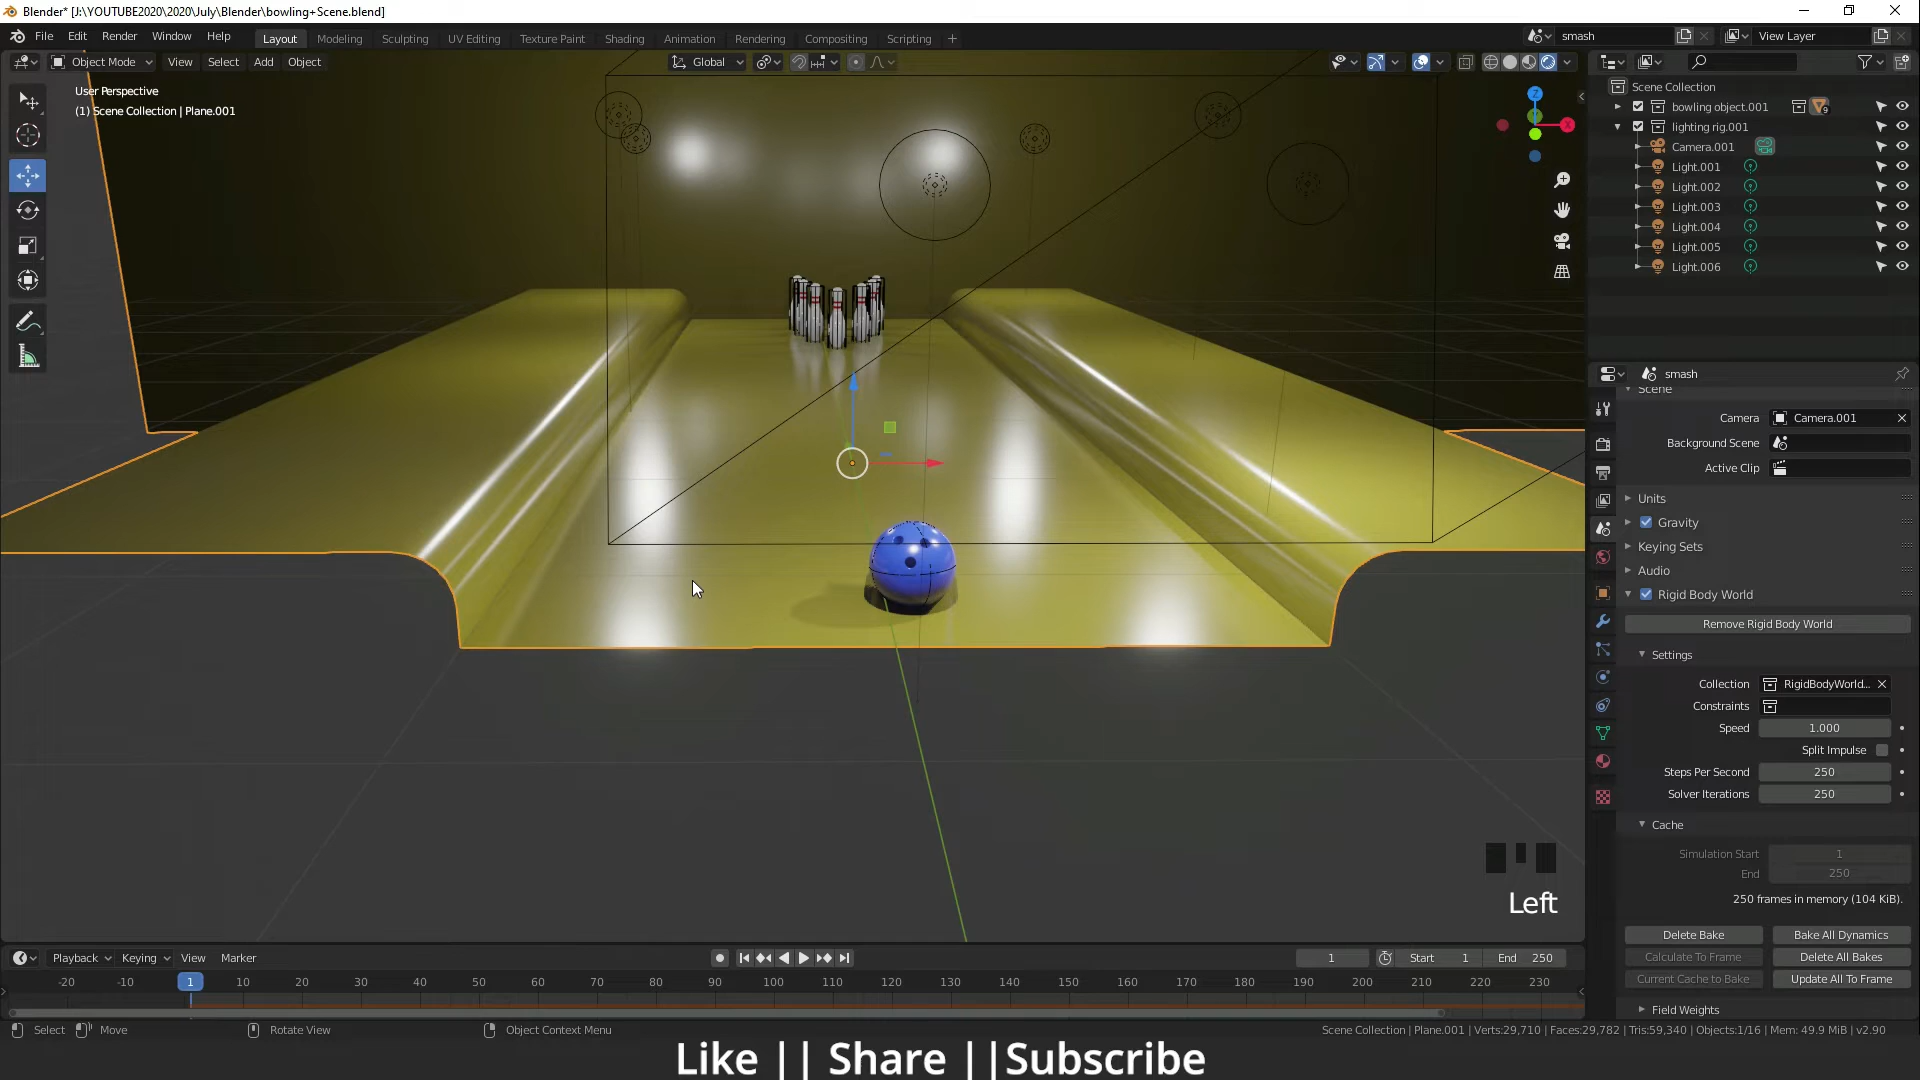 Blender* [J:\YOUTUBE2020\2020\July\Blender\bowling+Scene.blend]
File Edit Render Window Help Layout Modeling Sculpting UV Editing Texture Paint Shading Animation Rendering Compositing Scripting + smash View Layer
Object Mode View Select Add Object Global
User Perspective
(1) Scene Collection | Plane.001
Z
X
Scene Collection
bowling object.001 9
lighting rig.001
Camera.001
Light.001
Light.002
Light.003
Light.004
Light.005
Light.006
smash
Scene
Camera Camera.001
Background Scene
Active Clip
Units
Gravity
Keying Sets
Audio
Rigid Body World
Remove Rigid Body World
Settings
Collection RigidBodyWorld...
Constraints
Speed 1.000
Split Impulse
Steps Per Second 250
Solver Iterations 250
Cache
Simulation Start 1
End 250
250 frames in memory (104 KiB).
Delete Bake Bake All Dynamics
Calculate To Frame Delete All Bakes
Current Cache to Bake Update All To Frame
Field Weights
Left
Playback Keying View Marker 1 Start 1 End 250
-20 -10 1 10 20 30 40 50 60 70 80 90 100 110 120 130 140 150 160 170 180 190 200 210 220 230
Select Move Rotate View Object Context Menu Scene Collection | Plane.001 | Verts:29,710 | Faces:29,782 | Tris:59,340 | Objects:1/16 | Mem: 49.9 MiB | v2.90
Like || Share ||Subscribe